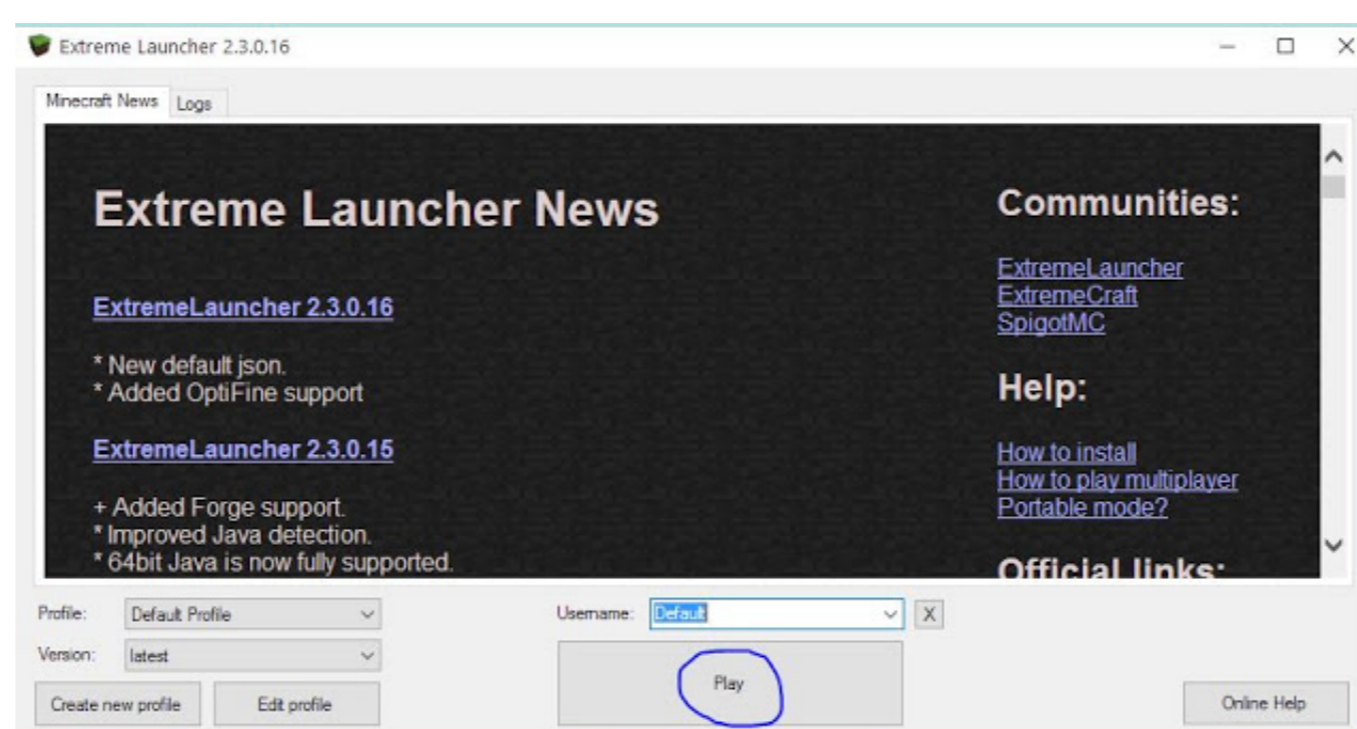 Extreme Launcher 2.3.0.16
Minecraft News Logs
Extreme Launcher News
ExtremeLauncher 2.3.0.16
* New default json.
* Added OptiFine support
ExtremeLauncher 2.3.0.15
+ Added Forge support.
* Improved Java detection.
* 64bit Java is now fully supported.
Communities:
ExtremeLauncher
ExtremeCraft
SpigotMC
Help:
How to install
How to play multiplayer
Portable mode?
Official links:
Profile: Default Profile
Version: latest
Create new profile Edit profile
Username: Default X
Play
Online Help